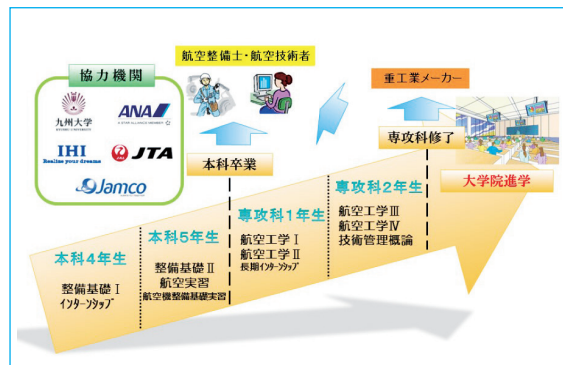 協力機関
九州大学
KYUSHU UNIVERSITY
ANA
A STAR ALLIANCE MEMBER
IHI
Realize your dreams
JTA
Jamco
航空整備士・航空技術者
重工業メーカー
本科卒業
専攻科修了
大学院進学
本科4年生
整備基礎Ⅰ
インターンシップ
本科5年生
整備基礎Ⅱ
航空実習
航空機整備基礎実習
専攻科1年生
航空工学Ⅰ
航空工学Ⅱ
長期インターンシップ
専攻科2年生
航空工学Ⅲ
航空工学Ⅳ
技術管理概論